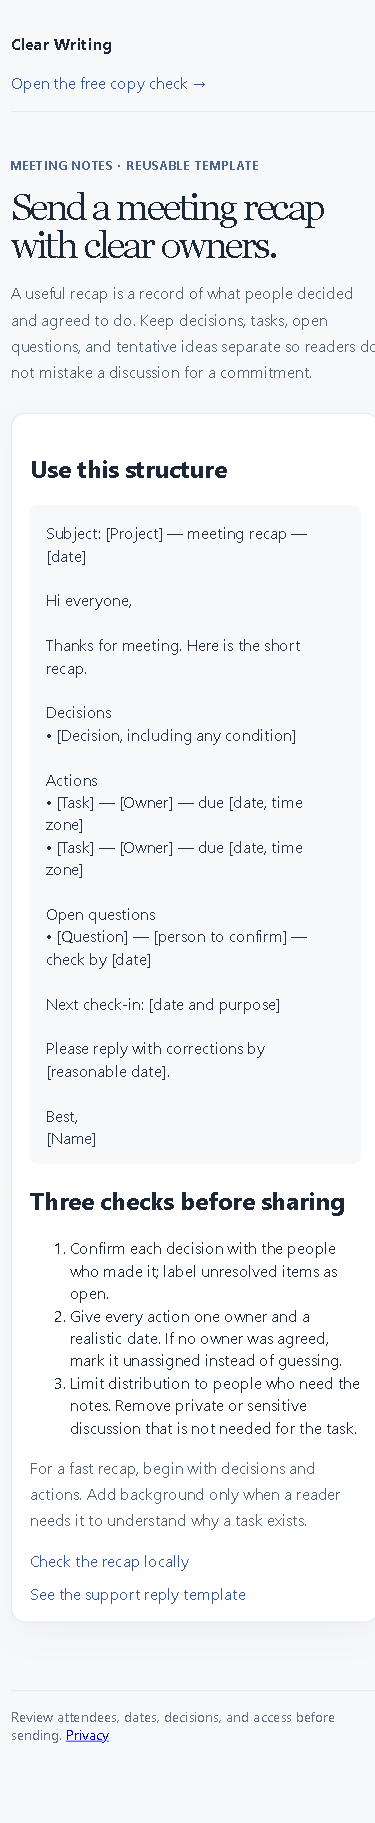 Clear Writing
Open the free copy check →
MEETING NOTES · REUSABLE TEMPLATE
Send a meeting recap
with clear owners.
A useful recap is a record of what people decided
and agreed to do. Keep decisions, tasks, open
questions, and tentative ideas separate so readers do
not mistake a discussion for a commitment.
Use this structure
Subject: [Project] — meeting recap —
[date]
Hi everyone,
Thanks for meeting. Here is the short
recap.
Decisions
• [Decision, including any condition]
Actions
• [Task] — [Owner] — due [date, time
zone]
• [Task] — [Owner] — due [date, time
zone]
Open questions
• [Question] — [person to confirm] —
check by [date]
Next check-in: [date and purpose]
Please reply with corrections by
[reasonable date].
Best,
[Name]
Three checks before sharing
1. Confirm each decision with the people
who made it; label unresolved items as
open.
2. Give every action one owner and a
realistic date. If no owner was agreed,
mark it unassigned instead of guessing.
3. Limit distribution to people who need the
notes. Remove private or sensitive
discussion that is not needed for the task.
For a fast recap, begin with decisions and
actions. Add background only when a reader
needs it to understand why a task exists.
Check the recap locally
See the support reply template
Review attendees, dates, decisions, and access before
sending. Privacy